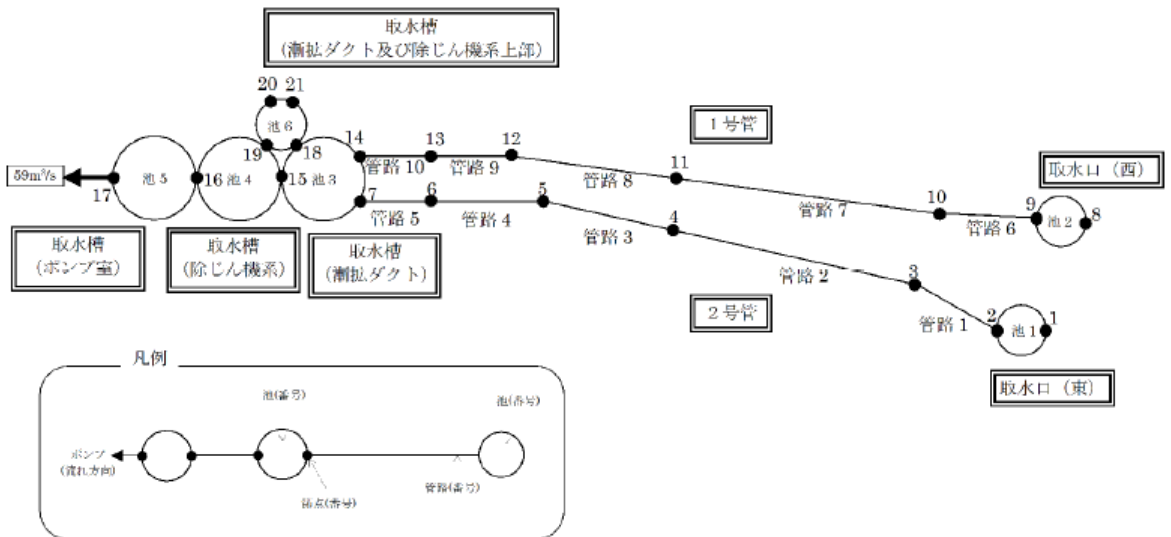 取水槽
(漸拡ダクト及び除じん機系上部)
20
21
池6
19
18
14
13
12
管路10
管路9
1号管
11
管路8
管路7
10
取水口(西)
9
池2
8
管路6
59m³/s
17
池5
16
池4
15
池3
7
6
5
管路5
管路4
4
管路3
管路2
3
管路1
2
池1
1
取水槽
(ポンプ室)
取水槽
(除じん機系)
取水槽
(漸拡ダクト)
2号管
取水口(東)
凡例
池(番号)
池(番号)
ポンプ
(流れ方向)
節点(番号)
管路(番号)